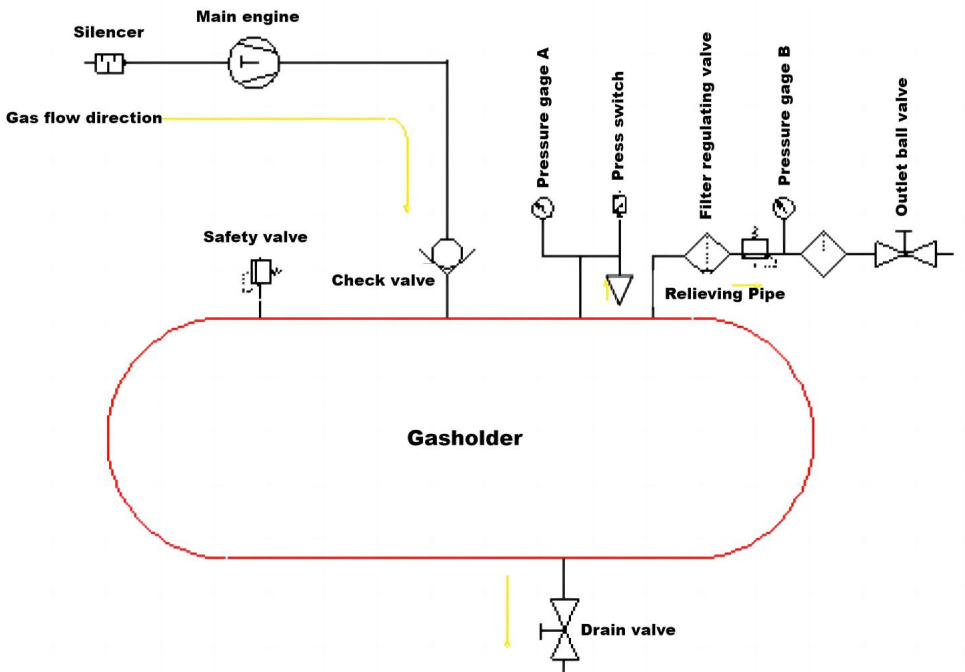 Main engine
Silencer
Gas flow direction
Pressure gage A
Press switch
Filter regulating valve
Pressure gage B
Outlet ball valve
Safety valve
Check valve
Relieving Pipe
Gasholder
Drain valve